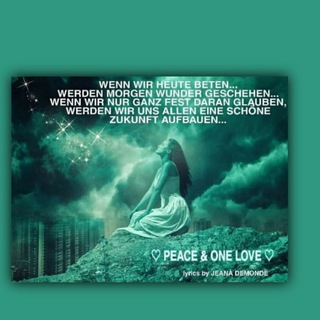 WENN WIR HEUTE BETEN...
WERDEN MORGEN WUNDER GESCHEHEN...
WENN WIR NUR GANZ FEST DARAN GLAUBEN,
WERDEN WIR UNS ALLEN EINE SCHÖNE
ZUKUNFT AUFBAUEN...
♡ PEACE & ONE LOVE ♡
lyrics by JEANA DEMONDE